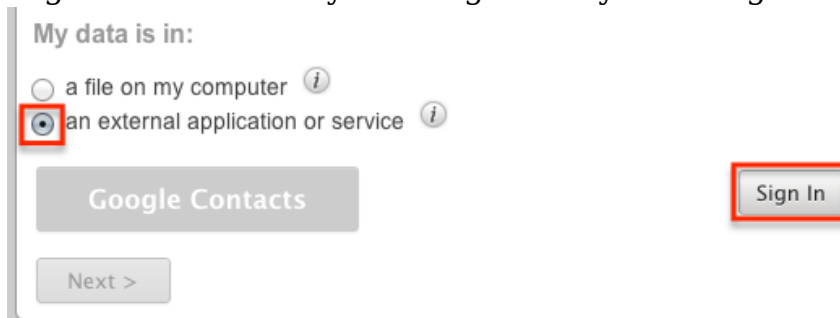 My data is in:
a file on my computer i
an external application or service i
Google Contacts
Sign In
Next >